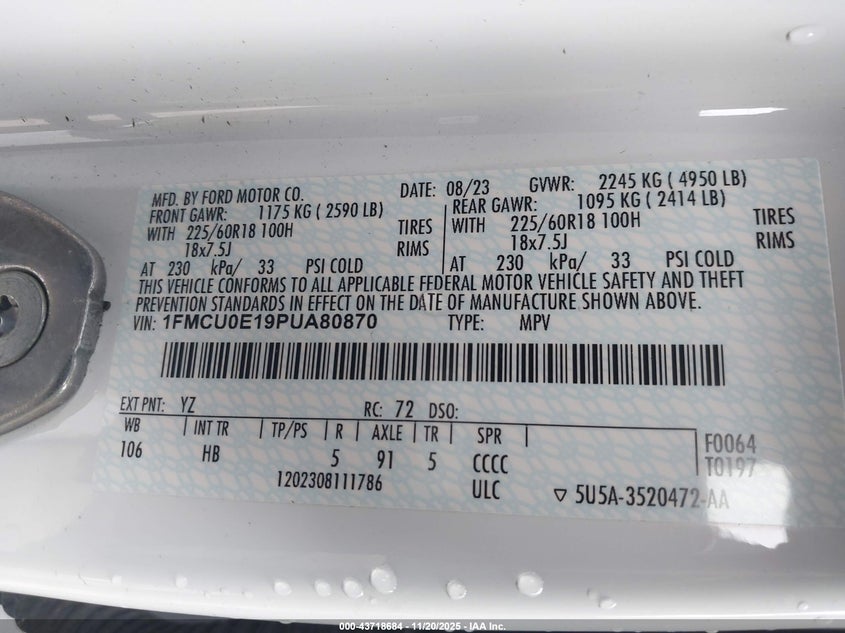 MFD. BY FORD MOTOR CO. DATE: 08/23 GVWR: 2245 KG ( 4950 LB)
FRONT GAWR: 1175 KG ( 2590 LB) REAR GAWR: 1095 KG ( 2414 LB)
WITH 225/60R18 100H TIRES WITH 225/60R18 100H TIRES
18x7.5J RIMS 18x7.5J RIMS
AT 230 kPa/ 33 PSI COLD AT 230 kPa/ 33 PSI COLD
THIS VEHICLE CONFORMS TO ALL APPLICABLE FEDERAL MOTOR VEHICLE SAFETY AND THEFT
PREVENTION STANDARDS IN EFFECT ON THE DATE OF MANUFACTURE SHOWN ABOVE.
VIN: 1FMCU0E19PUA80870 TYPE: MPV
EXT PNT: YZ RC: 72 DSO:
WB INT TR TP/PS R AXLE TR SPR F0064
106 HB 5 91 5 CCCC T0197
1202308111786 ULC 5U5A-3520472-AA
000-43718684 - 11/20/2025 - IAA Inc.